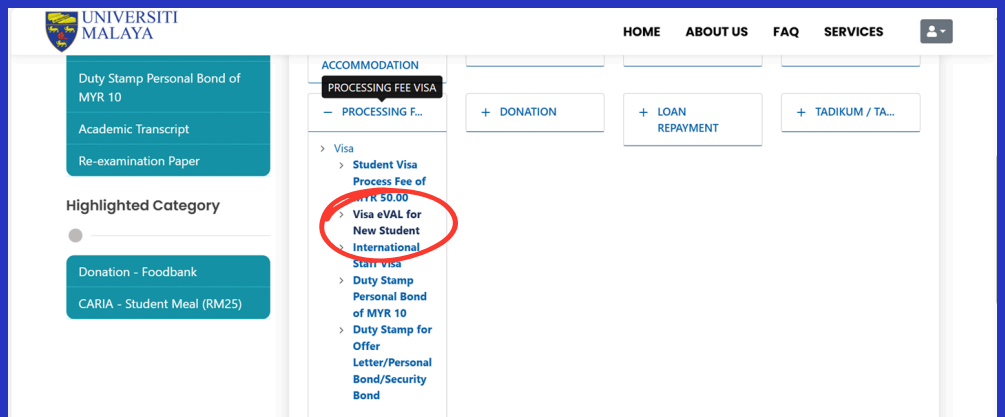 UNIVERSITI
MALAYA
HOME
ABOUT US
FAQ
SERVICES
Duty Stamp Personal Bond of
MYR 10
Academic Transcript
Re-examination Paper
Highlighted Category
Donation - Foodbank
CARIA - Student Meal (RM25)
ACCOMMODATION
PROCESSING FEE VISA
− PROCESSING F...
> Visa
> Student Visa
Process Fee of
MYR 50.00
> Visa eVAL for
New Student
> International
Staff Visa
> Duty Stamp
Personal Bond
of MYR 10
> Duty Stamp for
Offer
Letter/Personal
Bond/Security
Bond
+ DONATION
+ LOAN
REPAYMENT
+ TADIKUM / TA...